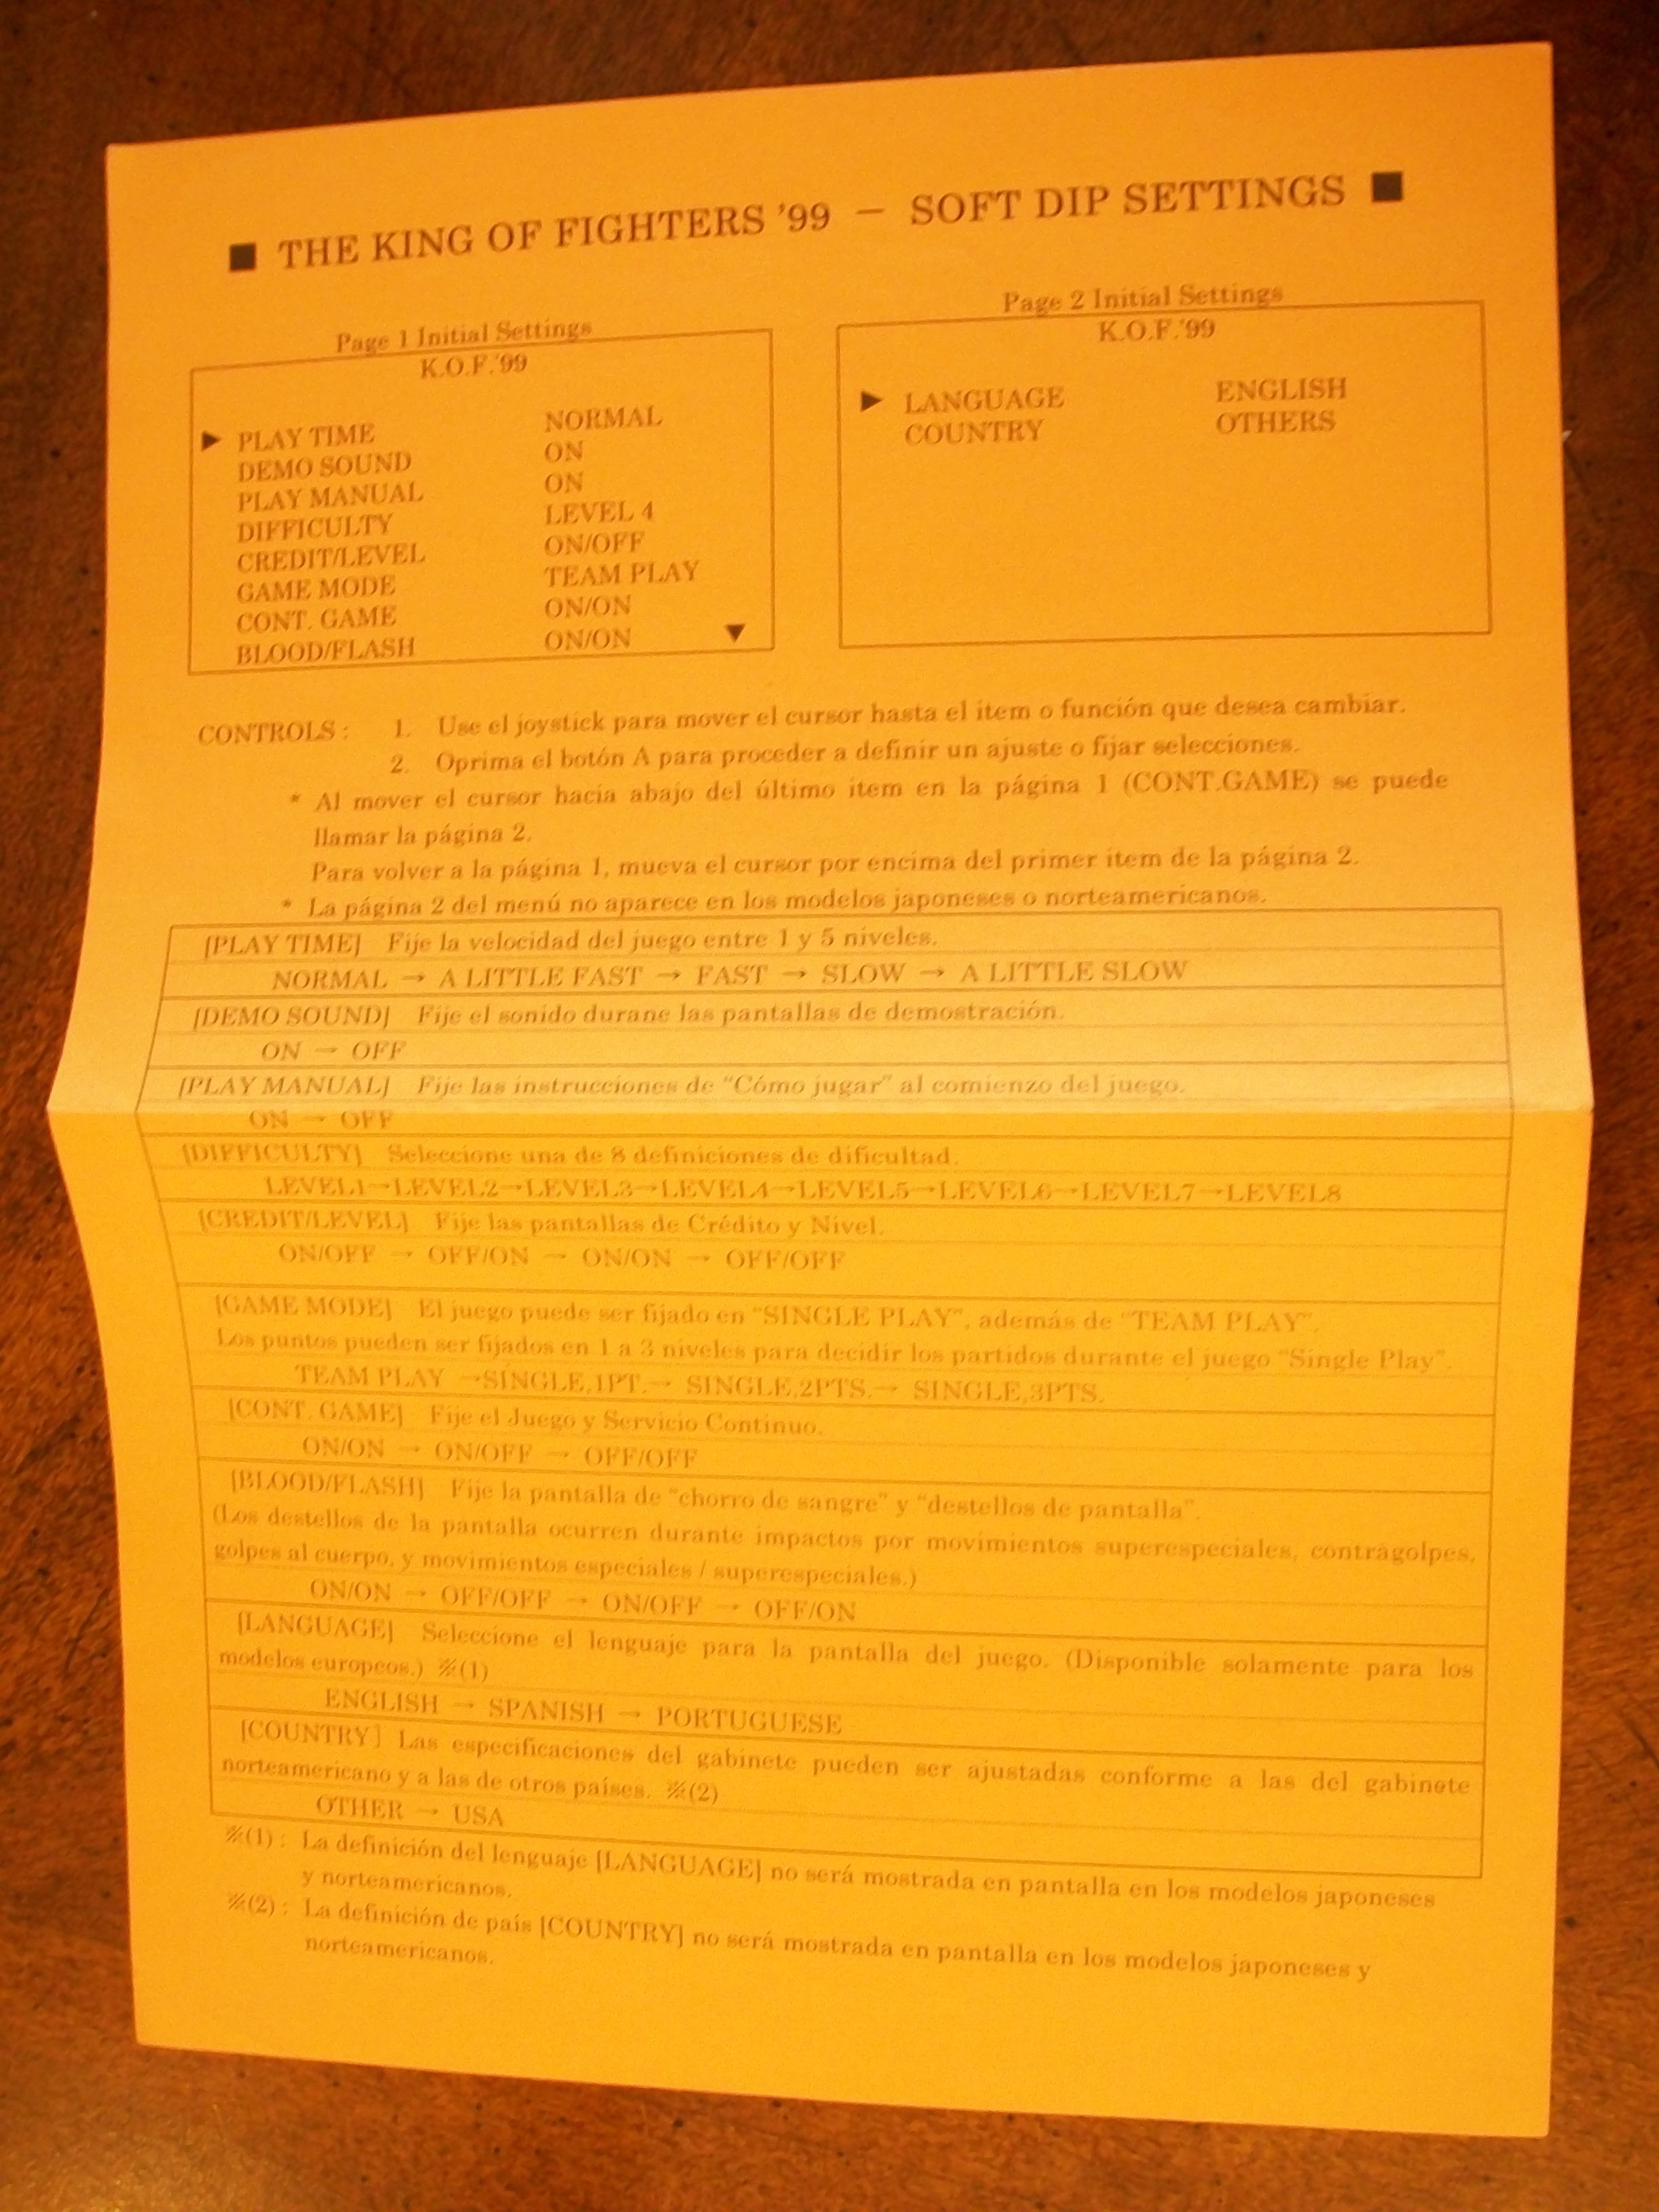 ■ THE KING OF FIGHTERS '99 — SOFT DIP SETTINGS ■
Page 1 Initial Settings
K.O.F.'99
▶ PLAY TIME NORMAL
DEMO SOUND ON
PLAY MANUAL ON
DIFFICULTY LEVEL 4
CREDIT/LEVEL ON/OFF
GAME MODE TEAM PLAY
CONT. GAME ON/ON
BLOOD/FLASH ON/ON ▼
Page 2 Initial Settings
K.O.F.'99
▶ LANGUAGE ENGLISH
COUNTRY OTHERS
CONTROLS : 1. Use el joystick para mover el cursor hasta el item o función que desea cambiar.
2. Oprima el botón A para proceder a definir un ajuste o fijar selecciones.
* Al mover el cursor hacia abajo del último item en la página 1 (CONT.GAME) se puede
llamar la página 2.
Para volver a la página 1, mueva el cursor por encima del primer item de la página 2.
* La página 2 del menú no aparece en los modelos japoneses o norteamericanos.
[PLAY TIME] Fije la velocidad del juego entre 1 y 5 niveles.
NORMAL → A LITTLE FAST → FAST → SLOW → A LITTLE SLOW
[DEMO SOUND] Fije el sonido durane las pantallas de demostración.
ON → OFF
[PLAY MANUAL] Fije las instrucciones de "Cómo jugar" al comienzo del juego.
ON → OFF
[DIFFICULTY] Seleccione una de 8 definiciones de dificultad.
LEVEL1→LEVEL2→LEVEL3→LEVEL4→LEVEL5→LEVEL6→LEVEL7→LEVEL8
[CREDIT/LEVEL] Fije las pantallas de Crédito y Nivel.
ON/OFF → OFF/ON → ON/ON → OFF/OFF
[GAME MODE] El juego puede ser fijado en "SINGLE PLAY", además de "TEAM PLAY".
Los puntos pueden ser fijados en 1 a 3 niveles para decidir los partidos durante el juego "Single Play".
TEAM PLAY →SINGLE,1PT.→ SINGLE,2PTS.→ SINGLE,3PTS.
[CONT. GAME] Fije el Juego y Servicio Continuo.
ON/ON → ON/OFF → OFF/OFF
[BLOOD/FLASH] Fije la pantalla de "chorro de sangre" y "destellos de pantalla".
(Los destellos de la pantalla ocurren durante impactos por movimientos superespeciales, contragolpes,
golpes al cuerpo, y movimientos especiales / superespeciales.)
ON/ON → OFF/OFF → ON/OFF → OFF/ON
[LANGUAGE] Seleccione el lenguaje para la pantalla del juego. (Disponible solamente para los
modelos europeos.) ※(1)
ENGLISH → SPANISH → PORTUGUESE
[COUNTRY] Las especificaciones del gabinete pueden ser ajustadas conforme a las del gabinete
norteamericano y a las de otros países. ※(2)
OTHER → USA
※(1) : La definición del lenguaje [LANGUAGE] no será mostrada en pantalla en los modelos japoneses
y norteamericanos.
※(2) : La definición de país [COUNTRY] no será mostrada en pantalla en los modelos japoneses y
norteamericanos.